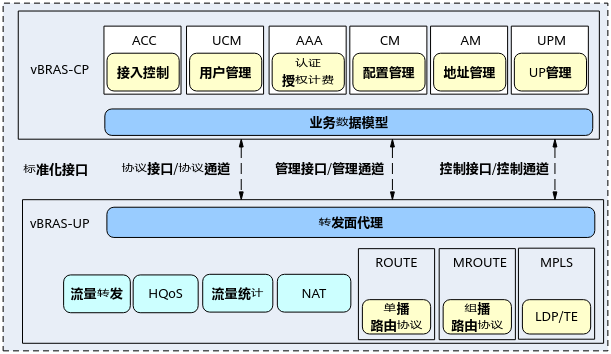 ACC UCM AAA CM AM UPM
vBRAS-CP
接入控制 用户管理 认证 配置管理 地址管理 UP管理
授权计费
业务数据模型
标准化接口 协议接口/协议通道 管理接口/管理通道 控制接口/控制通道
vBRAS-UP
转发面代理
ROUTE MROUTE MPLS
流量转发 HQoS 流量统计 NAT
单播 组播 LDP/TE
路由协议 路由协议